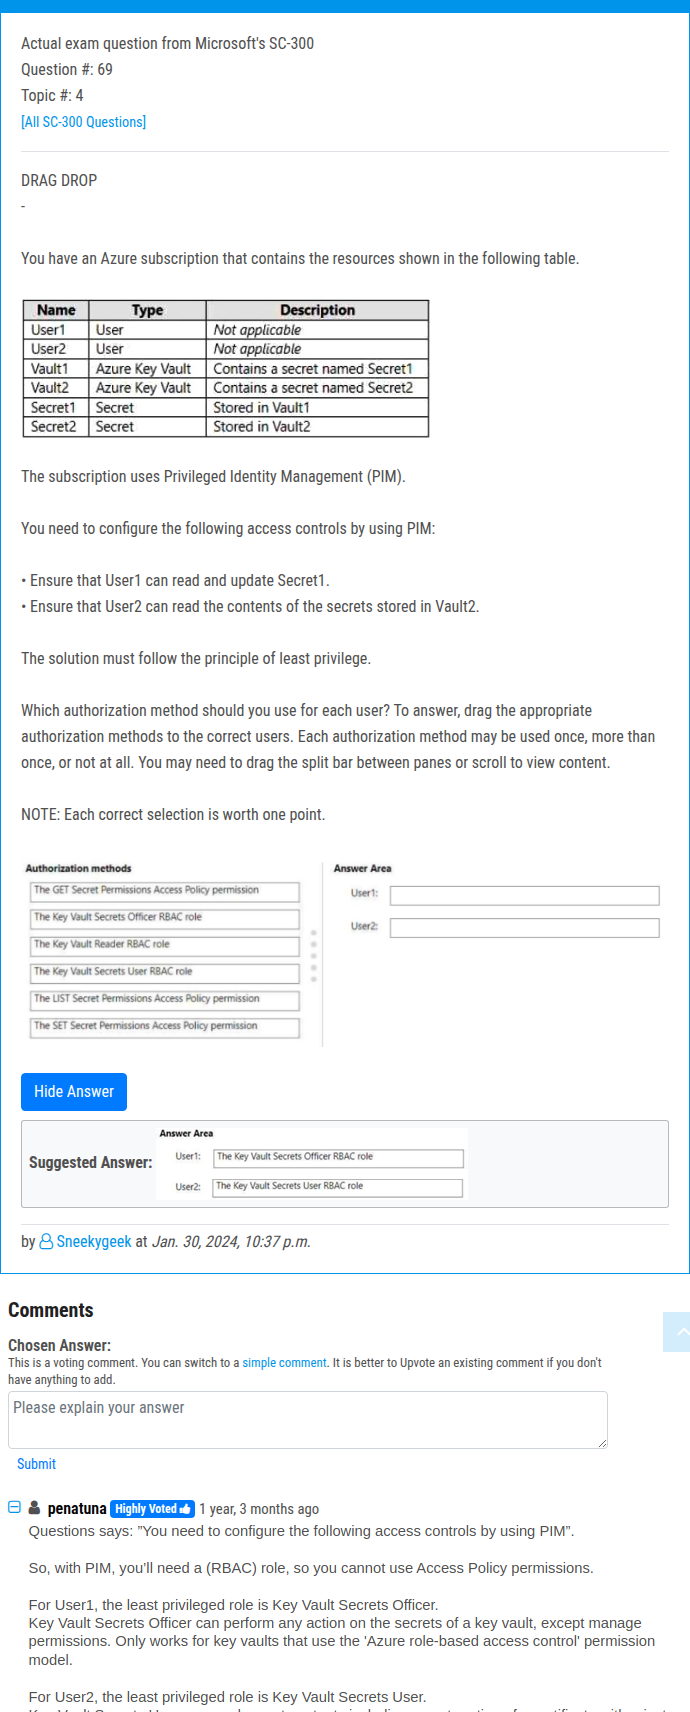 Actual exam question from Microsoft's SC-300
Question #: 69
Topic #: 4
[All SC-300 Questions]
DRAG DROP
-
You have an Azure subscription that contains the resources shown in the following table.
Name Type Description
User1 User Not applicable
User2 User Not applicable
Vault1 Azure Key Vault Contains a secret named Secret1
Vault2 Azure Key Vault Contains a secret named Secret2
Secret1 Secret Stored in Vault1
Secret2 Secret Stored in Vault2
The subscription uses Privileged Identity Management (PIM).
You need to configure the following access controls by using PIM:
• Ensure that User1 can read and update Secret1.
• Ensure that User2 can read the contents of the secrets stored in Vault2.
The solution must follow the principle of least privilege.
Which authorization method should you use for each user? To answer, drag the appropriate
authorization methods to the correct users. Each authorization method may be used once, more than
once, or not at all. You may need to drag the split bar between panes or scroll to view content.
NOTE: Each correct selection is worth one point.
Authorization methods
The GET Secret Permissions Access Policy permission
The Key Vault Secrets Officer RBAC role
The Key Vault Reader RBAC role
The Key Vault Secrets User RBAC role
The LIST Secret Permissions Access Policy permission
The SET Secret Permissions Access Policy permission
Answer Area
User1:
User2:
Hide Answer
Suggested Answer:
Answer Area
User1: The Key Vault Secrets Officer RBAC role
User2: The Key Vault Secrets User RBAC role
by Sneekygeek at Jan. 30, 2024, 10:37 p.m.
Comments
Chosen Answer:
This is a voting comment. You can switch to a simple comment. It is better to Upvote an existing comment if you don't
have anything to add.
Please explain your answer
Submit
penatuna Highly Voted 1 year, 3 months ago
Questions says: ”You need to configure the following access controls by using PIM”.
So, with PIM, you’ll need a (RBAC) role, so you cannot use Access Policy permissions.
For User1, the least privileged role is Key Vault Secrets Officer.
Key Vault Secrets Officer can perform any action on the secrets of a key vault, except manage
permissions. Only works for key vaults that use the 'Azure role-based access control' permission
model.
For User2, the least privileged role is Key Vault Secrets User.